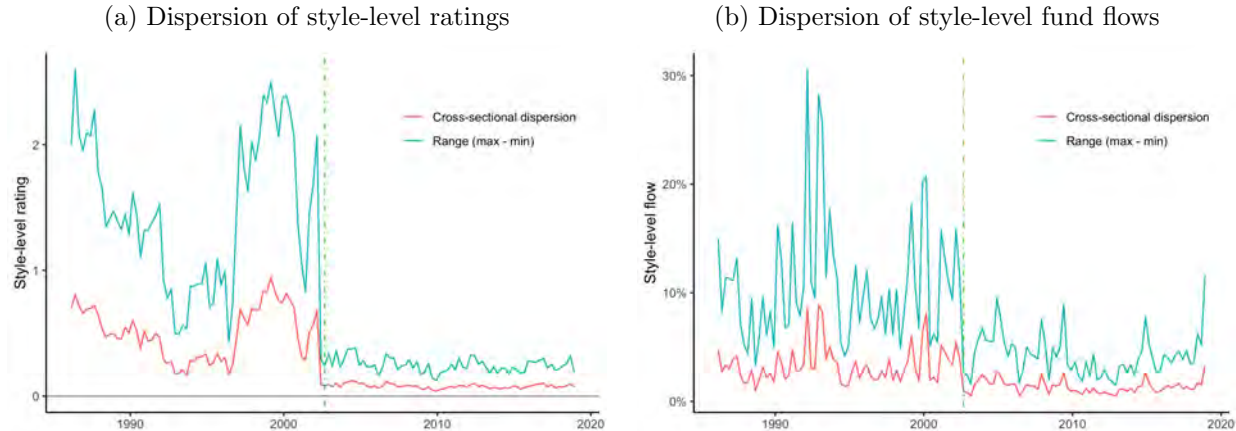 (a) Dispersion of style-level ratings
Style-level rating
2
1
0
Cross-sectional dispersion
Range (max - min)
1990
2000
2010
2020
(b) Dispersion of style-level fund flows
Style-level flow
30%
20%
10%
0%
Cross-sectional dispersion
Range (max - min)
1990
2000
2010
2020